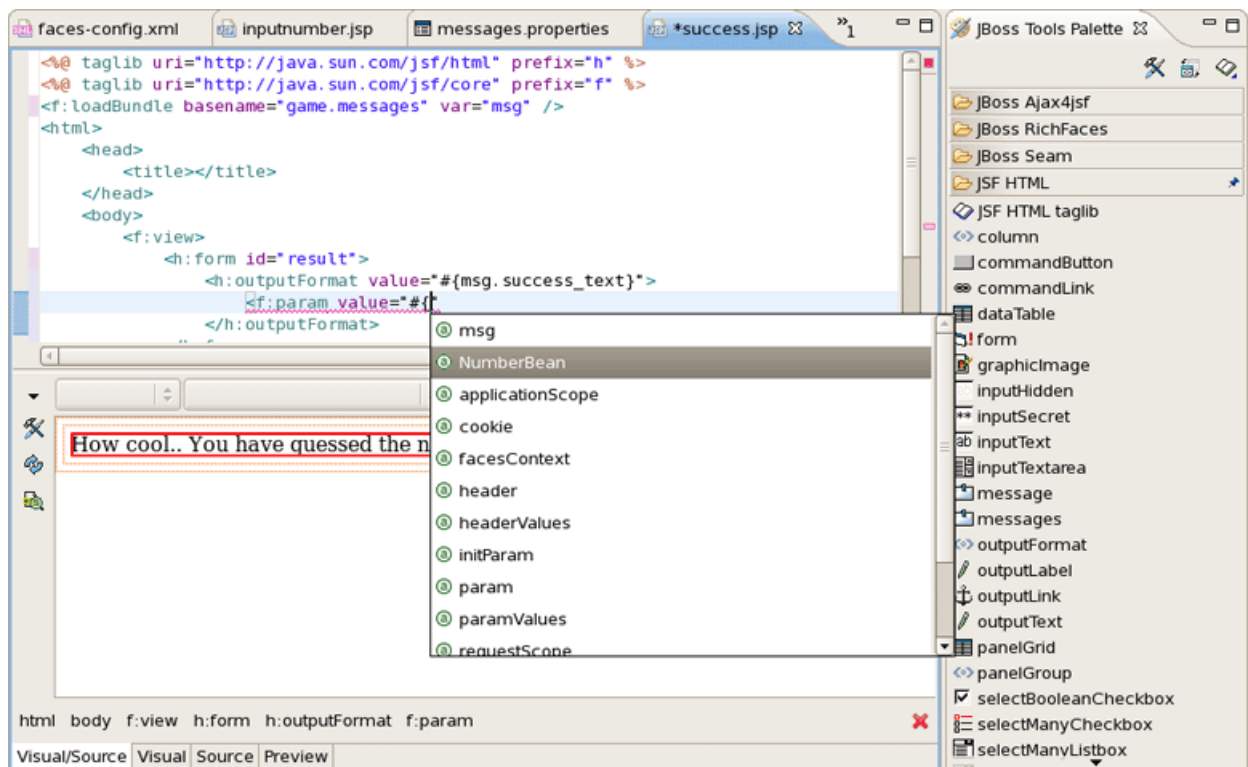 faces-config.xml inputnumber.jsp messages.properties *success.jsp »1
<%@ taglib uri="http://java.sun.com/jsf/html" prefix="h" %>
<%@ taglib uri="http://java.sun.com/jsf/core" prefix="f" %>
<f:loadBundle basename="game.messages" var="msg" />
<html>
<head>
<title></title>
</head>
<body>
<f:view>
<h:form id="result">
<h:outputFormat value="#{msg.success_text}">
<f:param value="#{"
</h:outputFormat>
msg
NumberBean
applicationScope
cookie
facesContext
header
headerValues
initParam
param
paramValues
requestScope
How cool.. You have quessed the n
html body f:view h:form h:outputFormat f:param
Visual/Source Visual Source Preview
JBoss Tools Palette
JBoss Ajax4jsf
JBoss RichFaces
JBoss Seam
JSF HTML
JSF HTML taglib
column
commandButton
commandLink
dataTable
form
graphicImage
inputHidden
inputSecret
inputText
inputTextarea
message
messages
outputFormat
outputLabel
outputLink
outputText
panelGrid
panelGroup
selectBooleanCheckbox
selectManyCheckbox
selectManyListbox